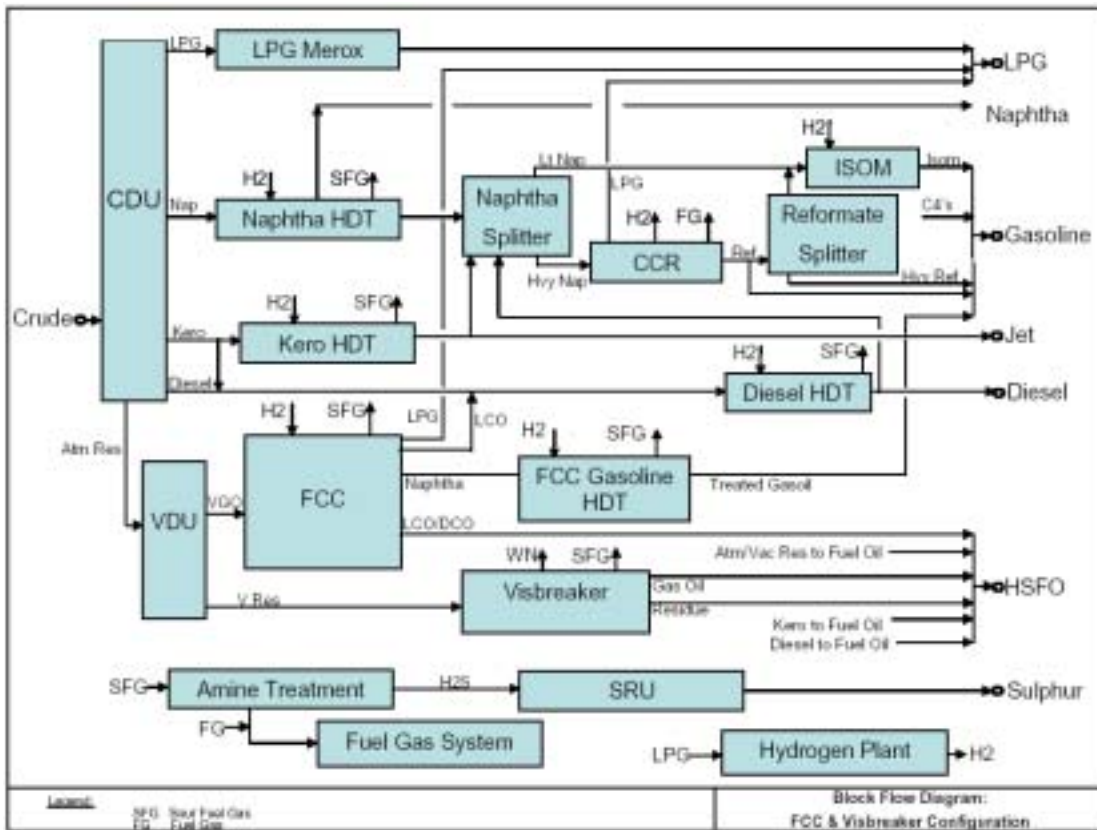 LPG
LPG Merox
LPG
Naphtha
H2
Lt Nap
ISOM
Isom
CDU
Nap
H2
SFG
Naphtha HDT
Naphtha
Splitter
LPG
H2
FG
CCR
Hvy Nap
Ref
Reformate
Splitter
C4's
Gasoline
Hvy Ref
Crude
Kero
H2
SFG
Kero HDT
Jet
Diesel
H2
SFG
Diesel HDT
Diesel
Atm Res
H2
SFG
LPG
LCO
FCC
Naphtha
H2
SFG
FCC Gasoline
HDT
Treated Gasoil
VDU
VGO
LCO/DCO
Atm/Vac Res to Fuel Oil
WN
SFG
Visbreaker
Gas Oil
Residue
HSFO
V Res
Kero to Fuel Oil
Diesel to Fuel Oil
SFG
Amine Treatment
H2S
SRU
Sulphur
FG
Fuel Gas System
LPG
Hydrogen Plant
H2
Legend:
SFG Sour Fuel Gas
FG Fuel Gas
Block Flow Diagram:
FCC & Visbreaker Configuration